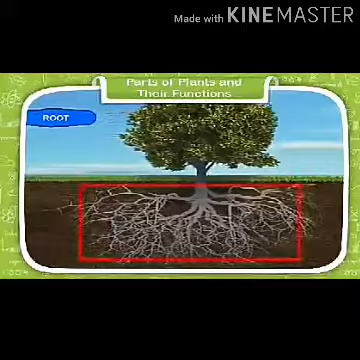 Made with KINEMASTER
Parts of Plants and
Their Functions
ROOT